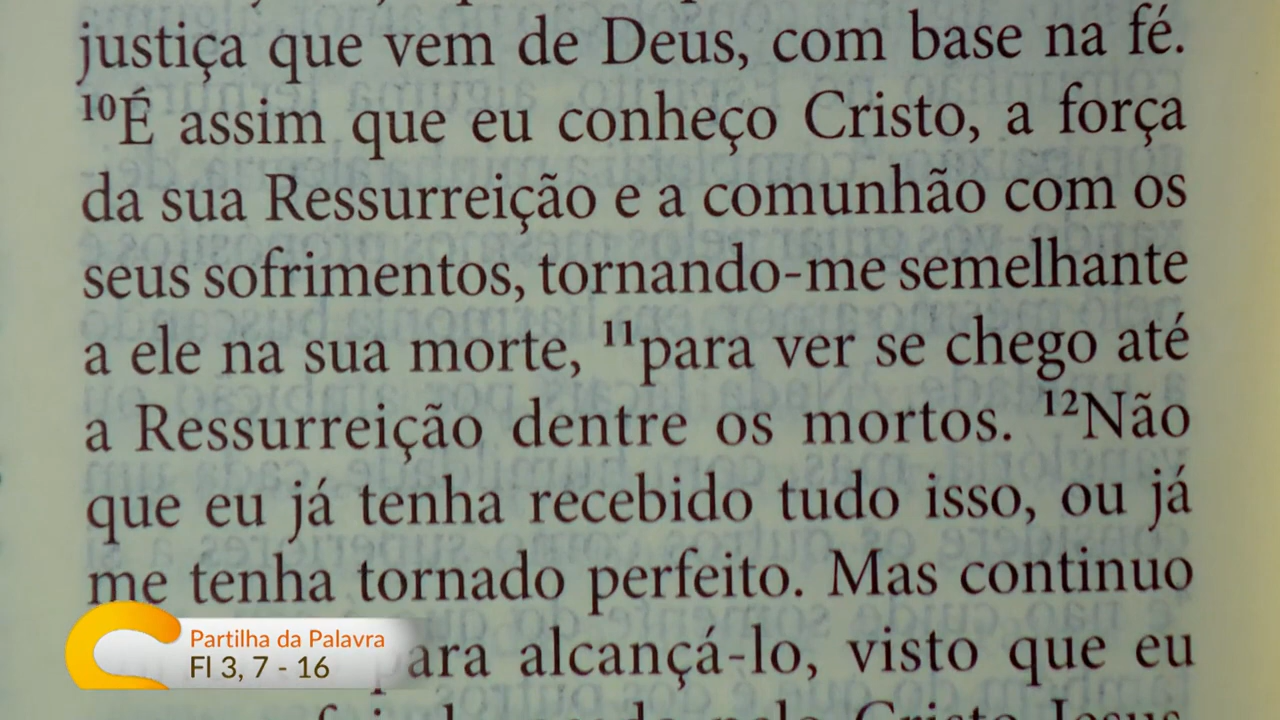 justiça que vem de Deus, com base na fé.
¹⁰É assim que eu conheço Cristo, a força
da sua Ressurreição e a comunhão com os
seus sofrimentos, tornando-me semelhante
a ele na sua morte, ¹¹para ver se chego até
a Ressurreição dentre os mortos. ¹²Não
que eu já tenha recebido tudo isso, ou já
me tenha tornado perfeito. Mas continuo
alcançá-lo, visto que eu
Cristo Jesus.
Partilha da Palavra
Fl 3, 7 - 16